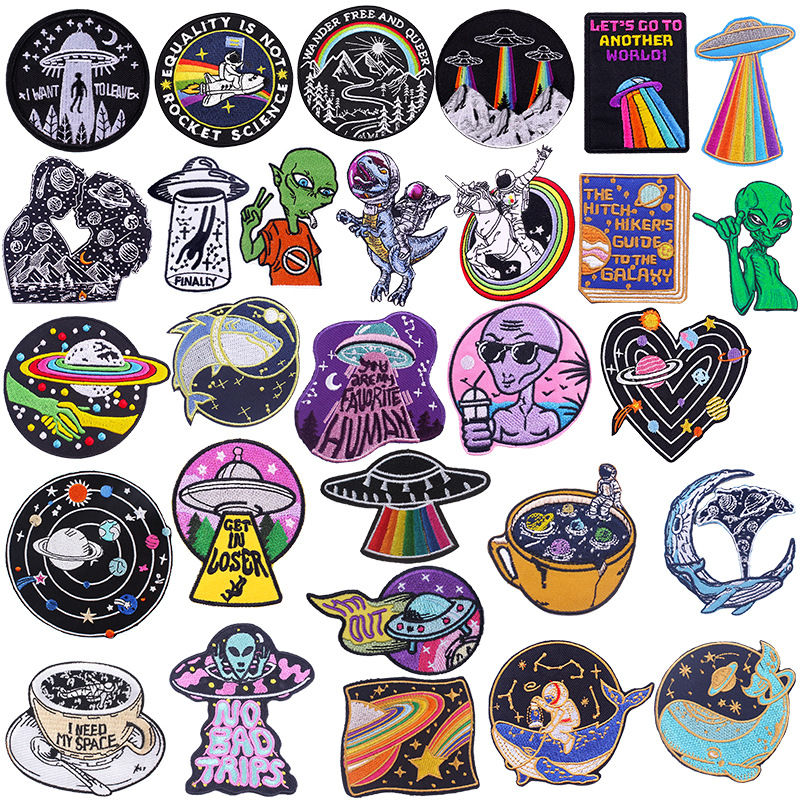 I WANT TO LEAVE
EQUALITY IS NOT
ROCKET SCIENCE
WANDER FREE AND QUEER
LET'S GO TO
ANOTHER
WORLD!
FINALLY
THE
HITCH
HIKER'S
GUIDE
TO THE
GALAXY
YOU
ARE MY
FAVORITE
HUMAN
GET
IN
LOSER
I NEED
MY SPACE
NO
BAD
TRIPS